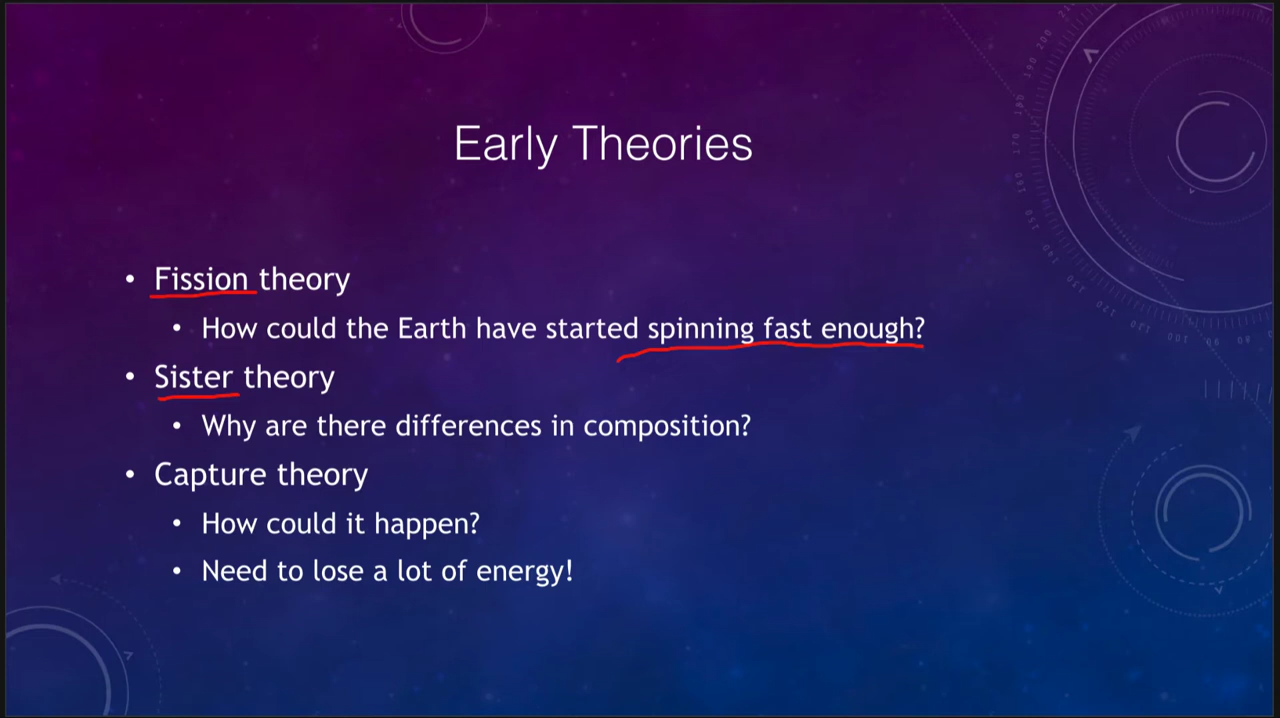 Early Theories
• Fission theory
• How could the Earth have started spinning fast enough?
• Sister theory
• Why are there differences in composition?
• Capture theory
• How could it happen?
• Need to lose a lot of energy!